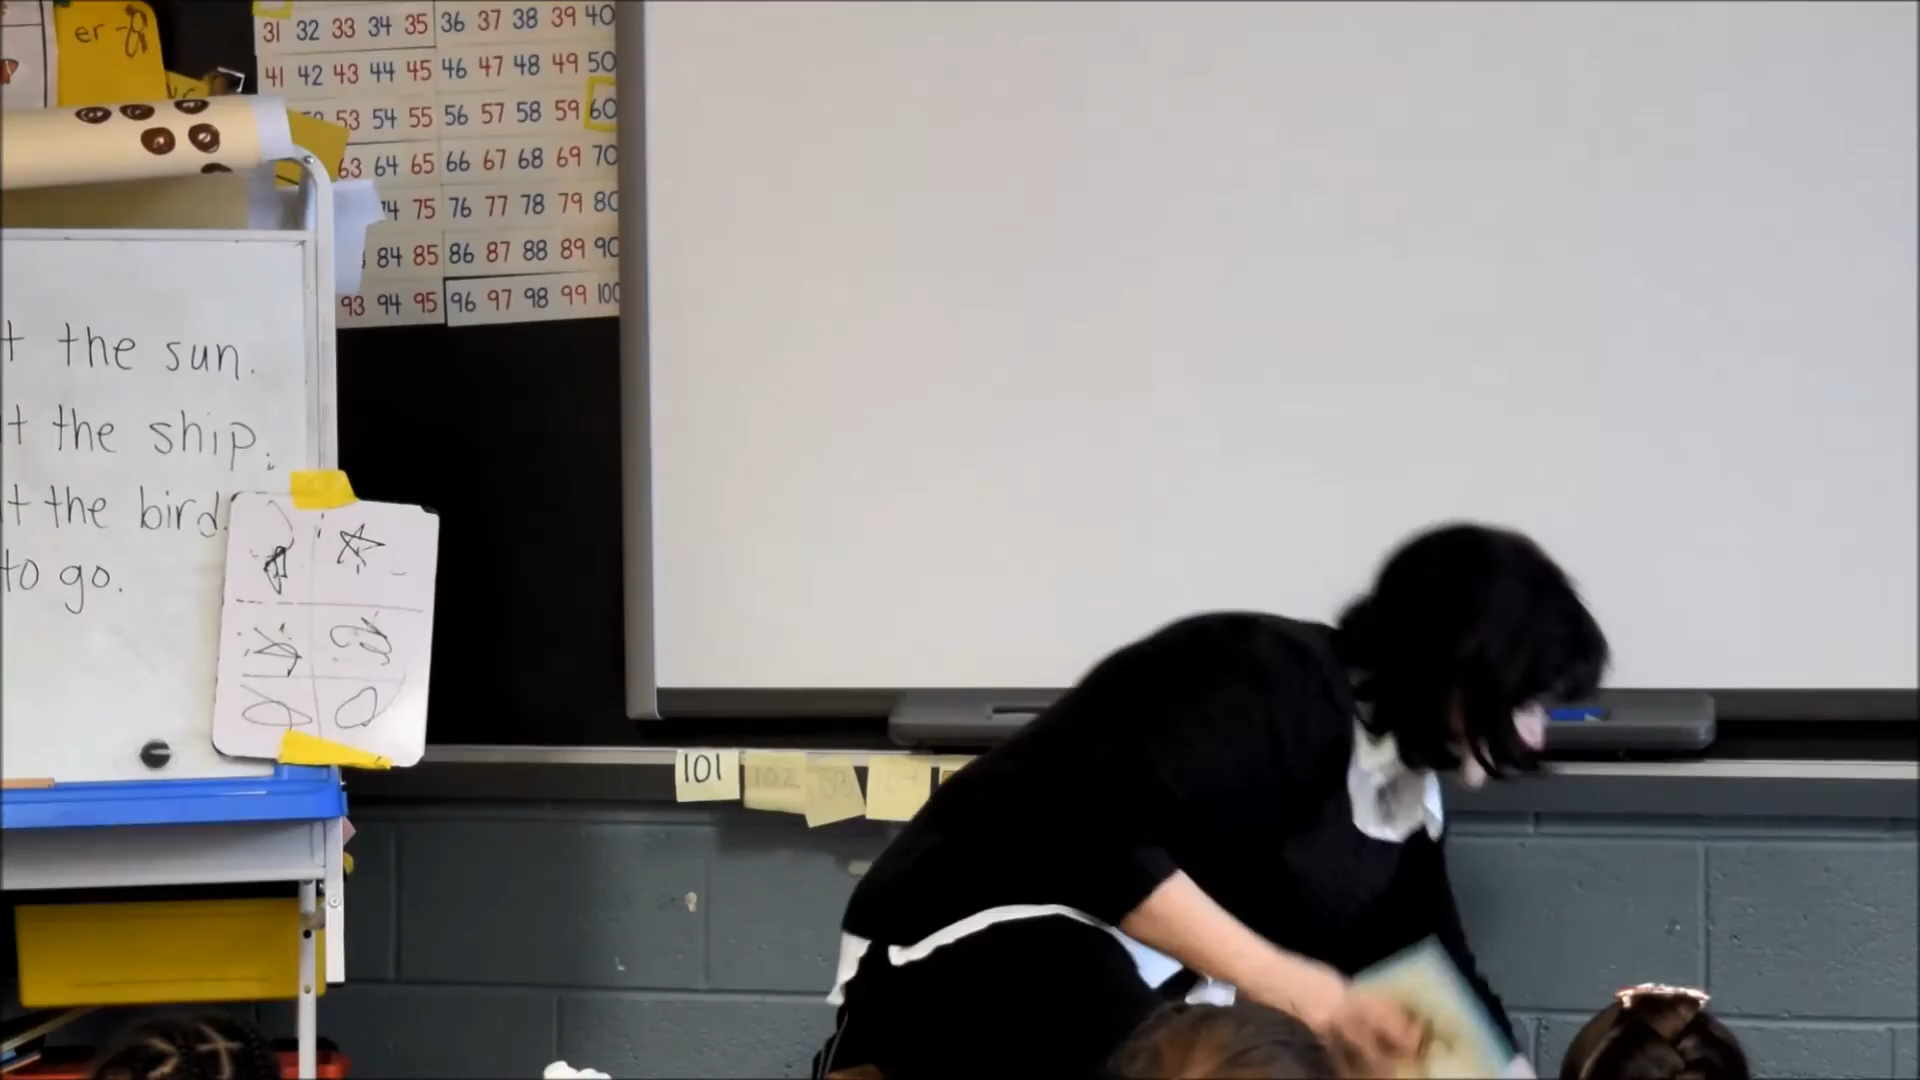 er
31 32 33 34 35 36 37 38 39 40
41 42 43 44 45 46 47 48 49 50
53 54 55 56 57 58 59 60
63 64 65 66 67 68 69 70
74 75 76 77 78 79 80
84 85 86 87 88 89 90
93 94 95 96 97 98 99 100
the sun.
the ship.
the bird.
to go.
101
102
103